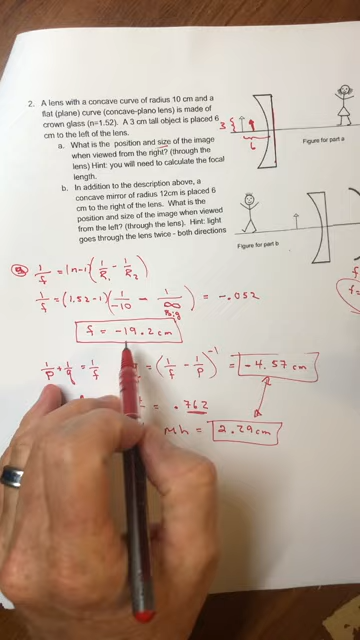 2. A lens with a concave curve of radius 10 cm and a
flat (plane) curve (concave-plano lens) is made of
crown glass (n=1.52). A 3 cm tall object is placed 6
cm to the left of the lens.
a. What is the position and size of the image
when viewed from the right? (through the
lens) Hint: you will need to calculate the focal
length.
b. In addition to the description above, a
concave mirror of radius 12cm is placed 6
cm to the right of the lens. What is the
position and size of the image when viewed
from the left? (through the lens). Hint: light
goes through the lens twice - both directions
3
6
Figure for part a
Figure for part b
1/f = (n-1)(1/R₁ - 1/R₂)
1/f = (1.52-1)(1/-10 - 1/∞) = -.052
f = -19.2cm
1/p + 1/q = 1/f
= (1/f - 1/p)⁻¹ = -4.57cm
= .762
Mh = 2.29cm